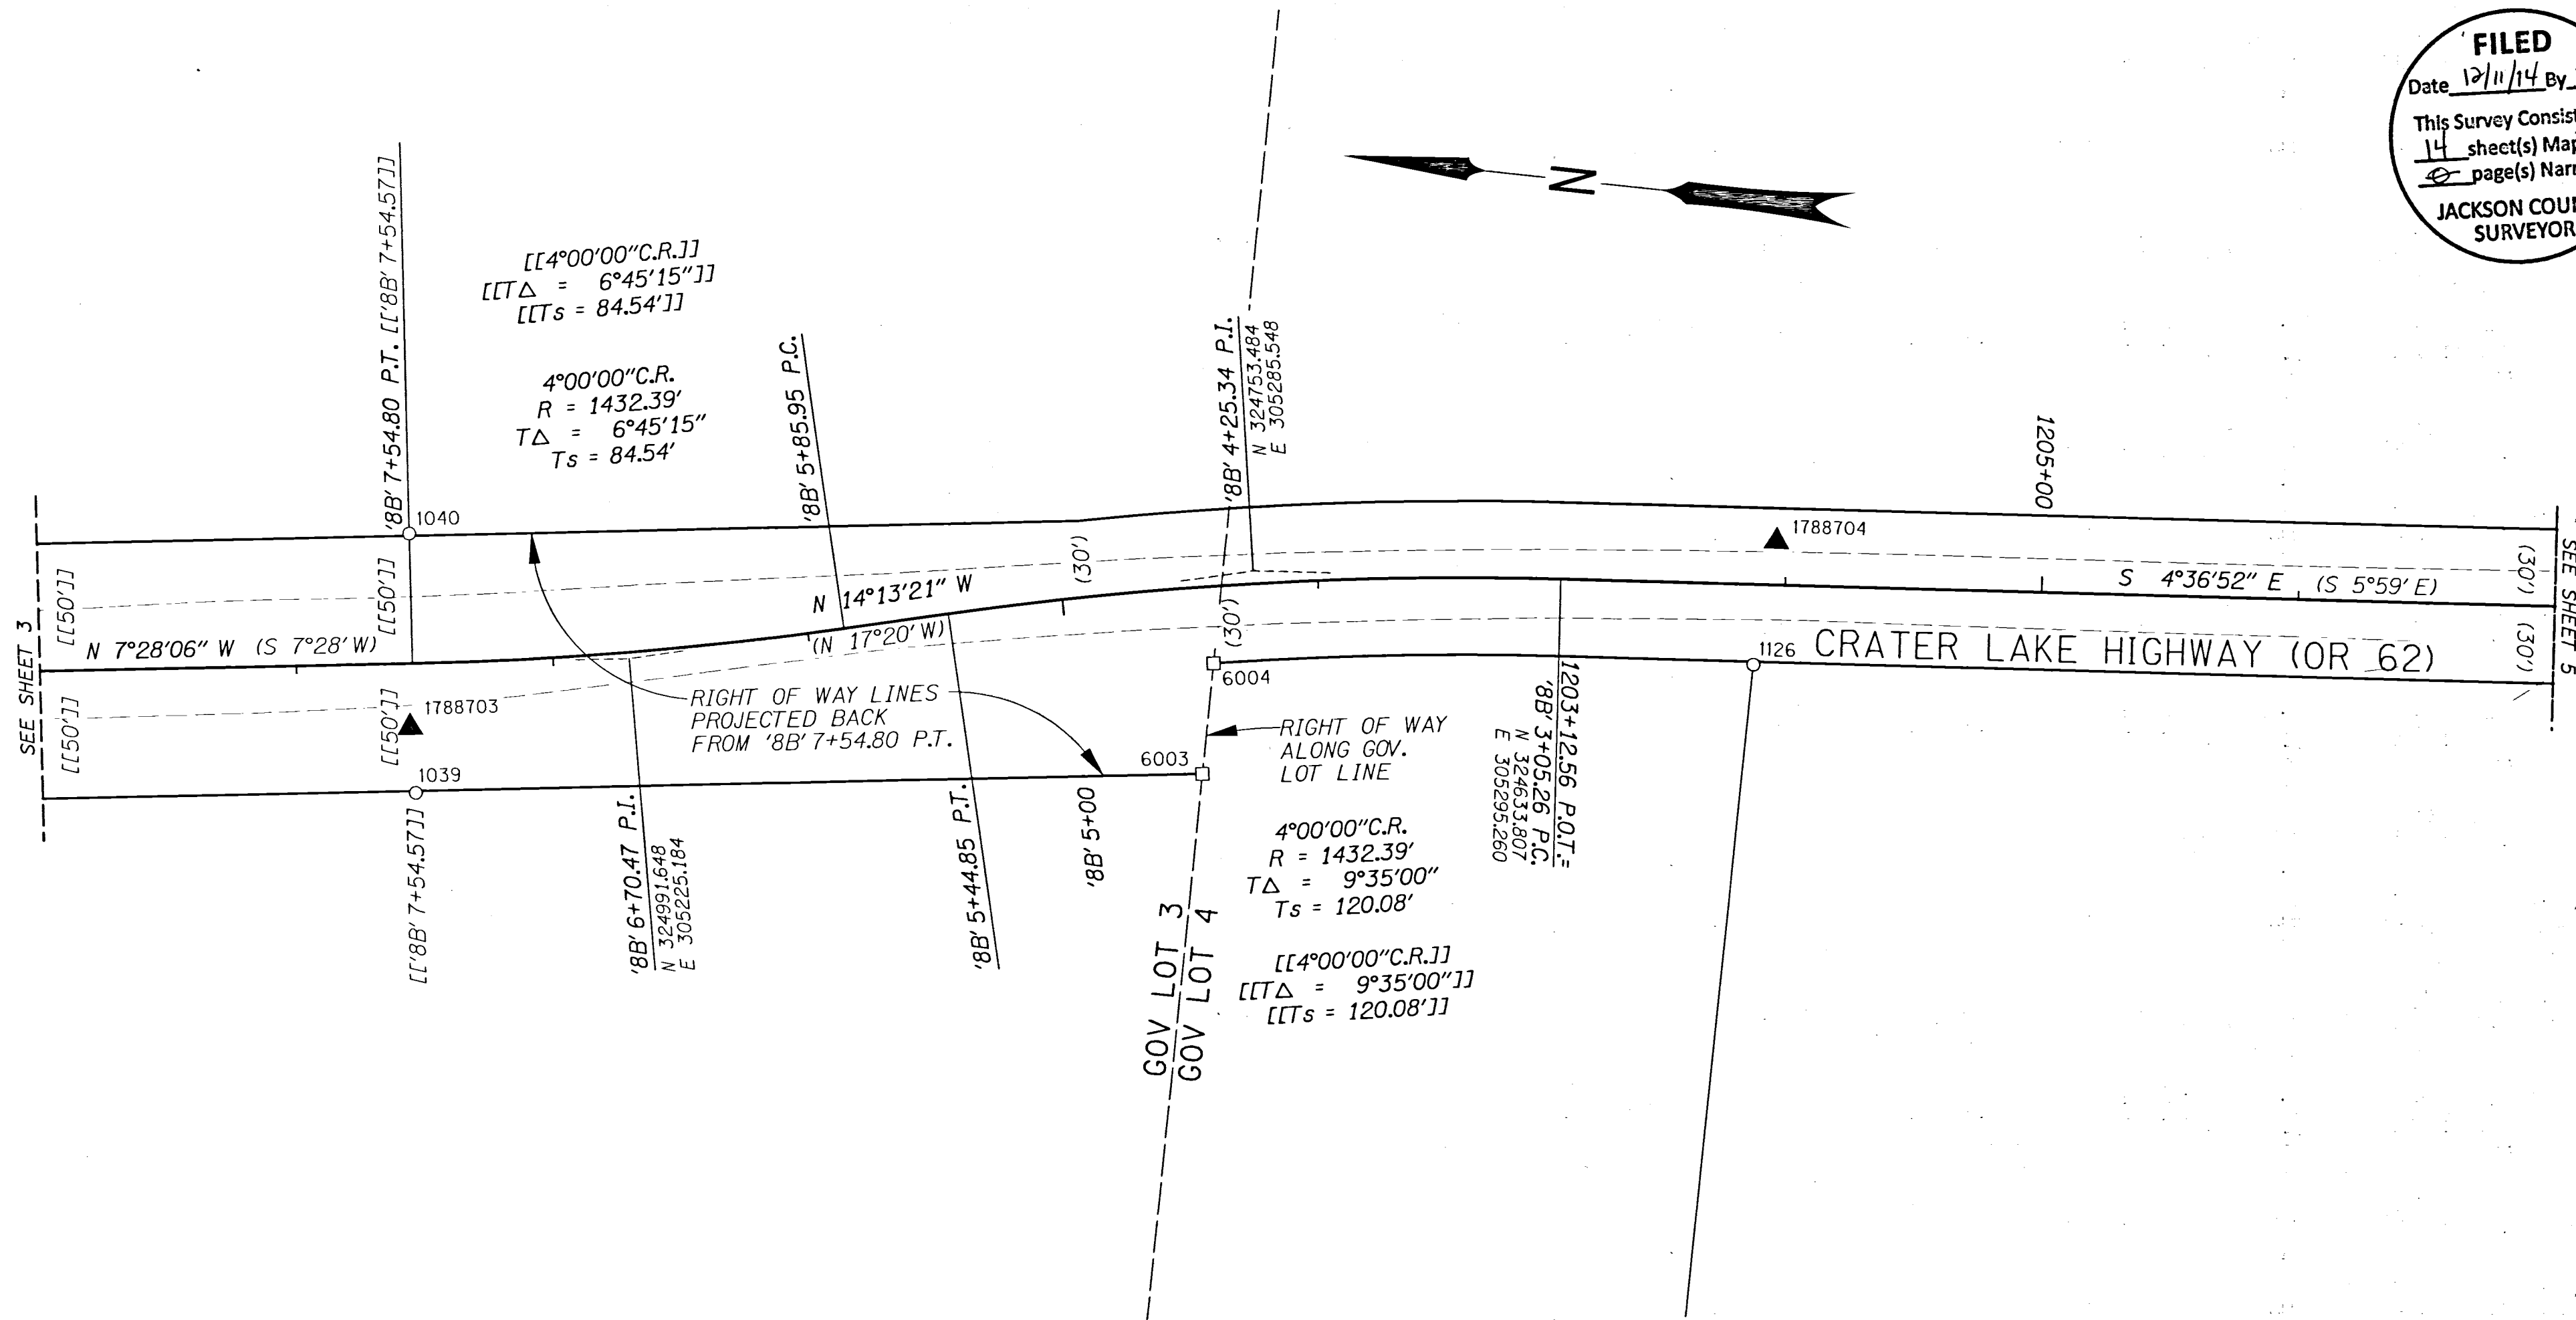 FILED
Date 12/11/14 By
This Survey Consist
14 sheet(s) Map
page(s) Narr
JACKSON COUN
SURVEYOR
N
'8B' 7+54.80 P.T. [['8B' 7+54.57]]
[[4°00'00"C.R.]]
[[T△ = 6°45'15"]]
[[Ts = 84.54']]
4°00'00"C.R.
R = 1432.39'
T△ = 6°45'15"
Ts = 84.54'
'8B' 5+85.95 P.C.
'8B' 4+25.34 P.I.
N 324753.484
E 305285.548
1205+00
1040
1788704
SEE SHEET 3
[[50']]
[[50']]
[[50']]
[[50']]
N 7°28'06" W (S 7°28' W)
N 14°13'21" W
(N 17°20' W)
(30')
(30')
S 4°36'52" E (S 5°59' E)
(30')
(30')
SEE SHEET 5
CRATER LAKE HIGHWAY (OR 62)
1126
1788703
1039
RIGHT OF WAY LINES
PROJECTED BACK
FROM '8B' 7+54.80 P.T.
6003
6004
RIGHT OF WAY
ALONG GOV.
LOT LINE
1203+12.56 P.O.T.=
'8B' 3+05.26 P.C.
N 324633.807
E 305295.260
[['8B' 7+54.57]]
'8B' 6+70.47 P.I.
N 324991.648
E 305225.184
'8B' 5+44.85 P.T.
'8B' 5+00
GOV LOT 3
GOV LOT 4
4°00'00"C.R.
R = 1432.39'
T△ = 9°35'00"
Ts = 120.08'
[[4°00'00"C.R.]]
[[T△ = 9°35'00"]]
[[Ts = 120.08']]